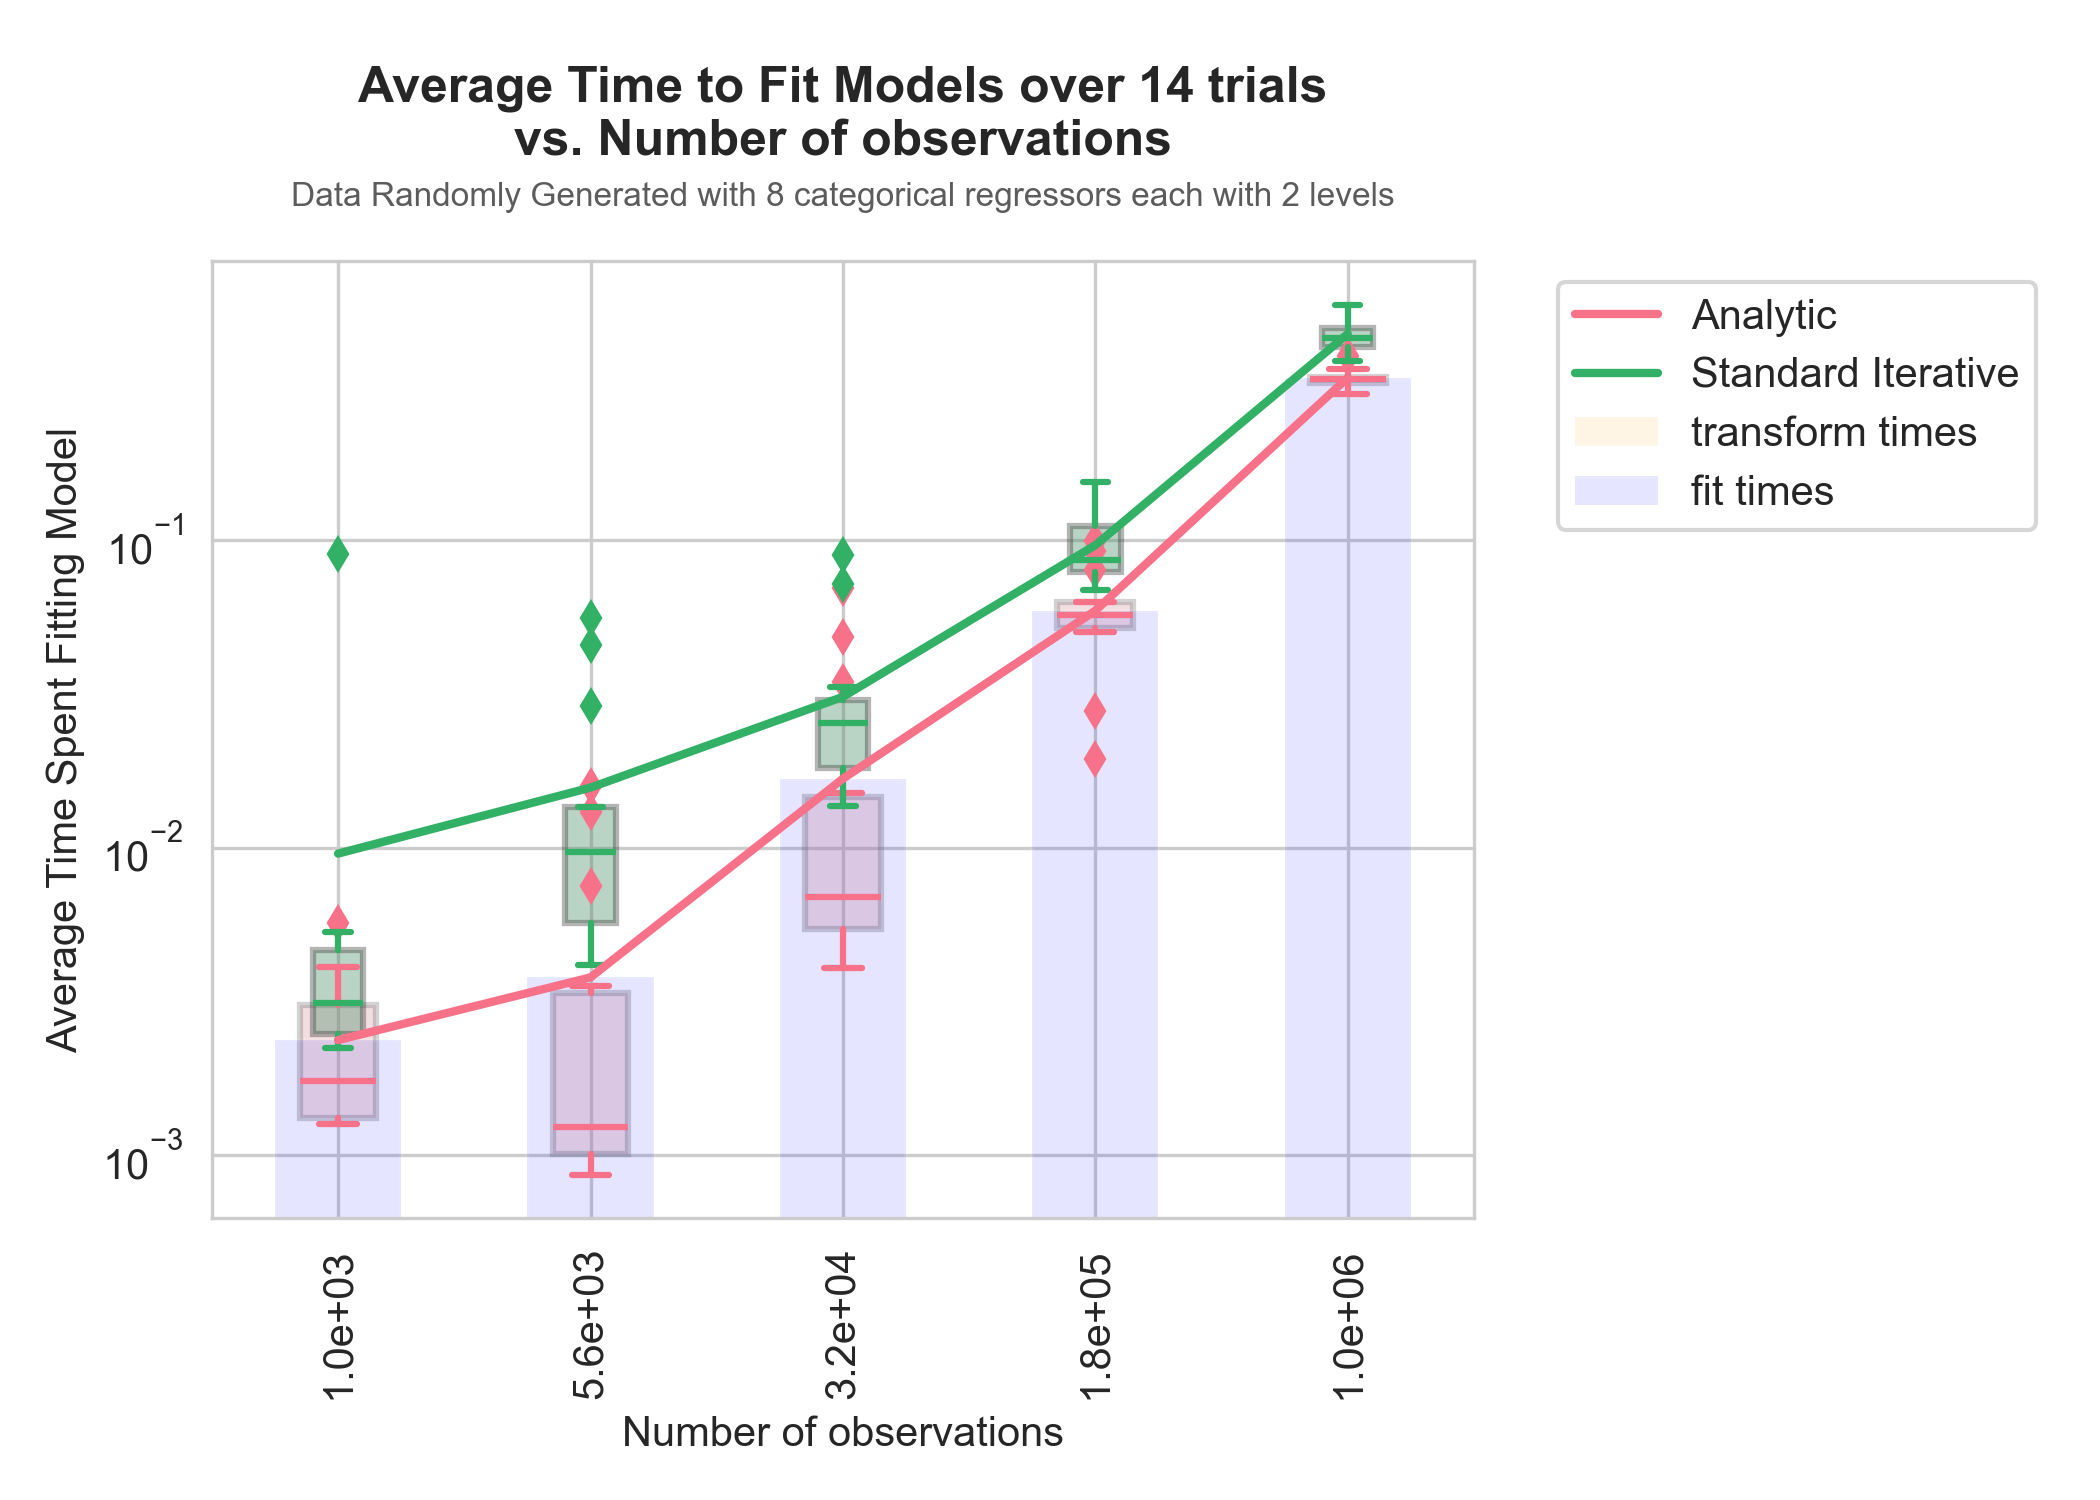 Average Time to Fit Models over 14 trials
vs. Number of observations
Data Randomly Generated with 8 categorical regressors each with 2 levels
Analytic
Standard Iterative
transform times
fit times
Average Time Spent Fitting Model
10⁻¹
10⁻²
10⁻³
1.0e+03
5.6e+03
3.2e+04
1.8e+05
1.0e+06
Number of observations